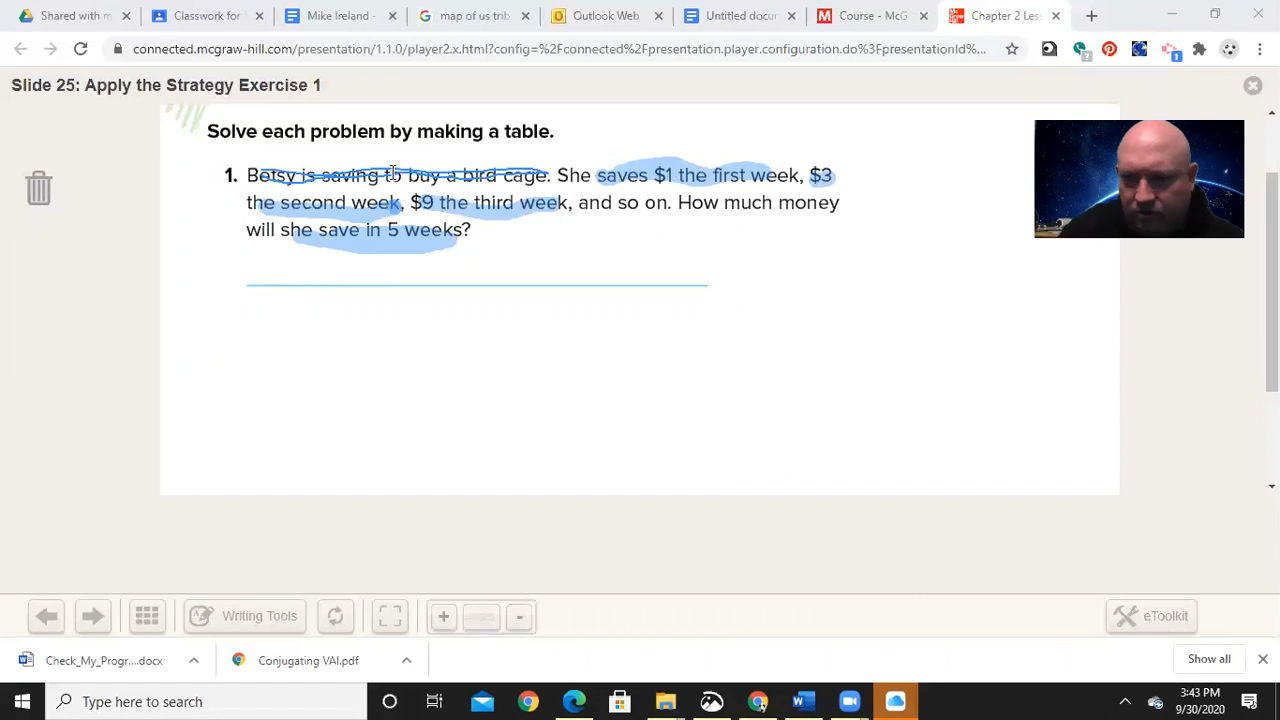 Shared with m
Classwork for
Mike Ireland -
map of us trib
Outlook Web
Untitled docu
Course - McG
Chapter 2 Less
connected.mcgraw-hill.com/presentation/1.1.0/player2.x.html?config=%2Fconnected%2Fpresentation.player.configuration.do%3FpresentationId%...
Slide 25: Apply the Strategy Exercise 1
Solve each problem by making a table.
1. Betsy is saving to buy a bird cage. She saves $1 the first week, $3
the second week, $9 the third week, and so on. How much money
will she save in 5 weeks?
Writing Tools
eToolkit
Check_My_Progr....docx
Conjugating VAI.pdf
Show all
Type here to search
3:43 PM
9/30/2020